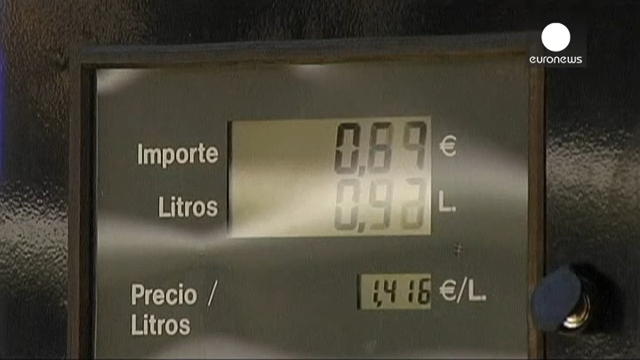 euronews
Importe 0,89 €
Litros L.
Precio / 1,416 €/L.
Litros